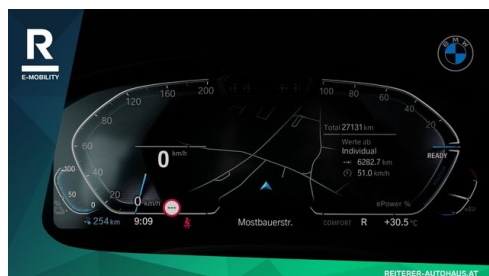 R
E-MOBILITY
BMW
120 160 200
80
40
20
0
100
50
0
0 km/h
km/h
100 80
60
40
20
Total 27131 km
Werte ab
Individual
6282.7 km
51.0 km/h
READY
ePower %
254 km 9:09 Mostbauerstr. COMFORT R +30.5 °C
REITERER-AUTOHAUS.AT